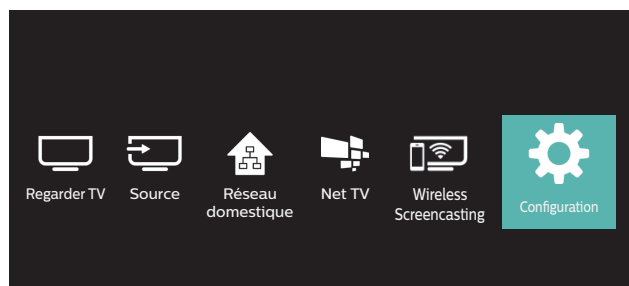 Regarder TV
Source
Réseau
domestique
Net TV
Wireless
Screencasting
Configuration